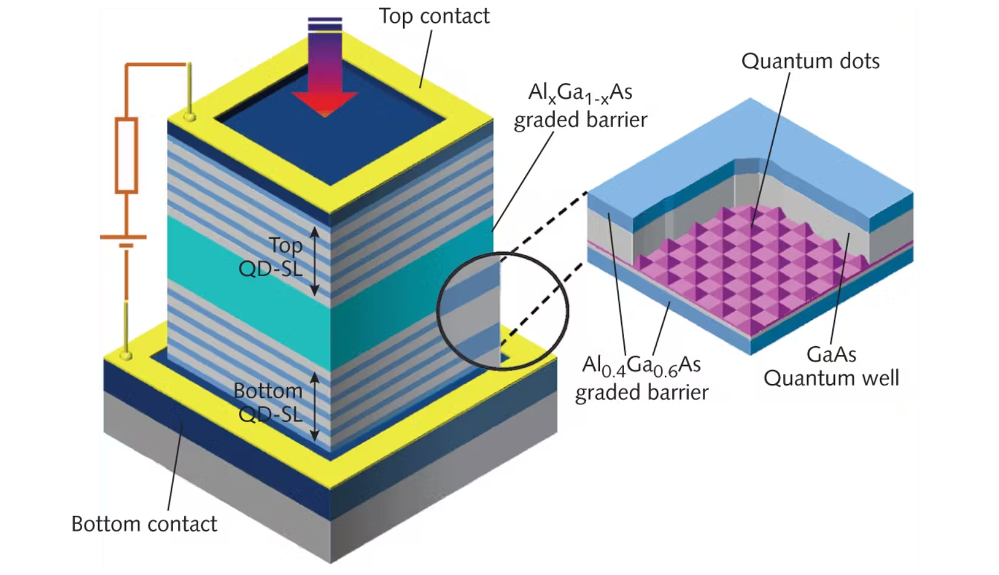 Top contact
Quantum dots
AlₓGa₁₋ₓAs
graded barrier
Top
QD-SL
Al₀.₄Ga₀.₆As
graded barrier
GaAs
Quantum well
Bottom
QD-SL
Bottom contact